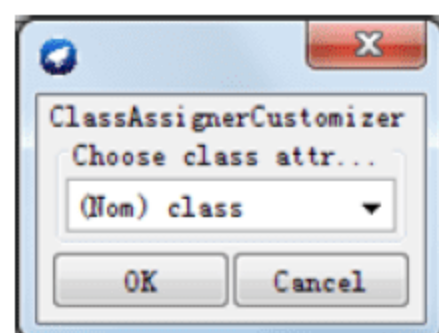 ClassAssignerCustomizer
Choose class attr...
(Nom) class
OK Cancel